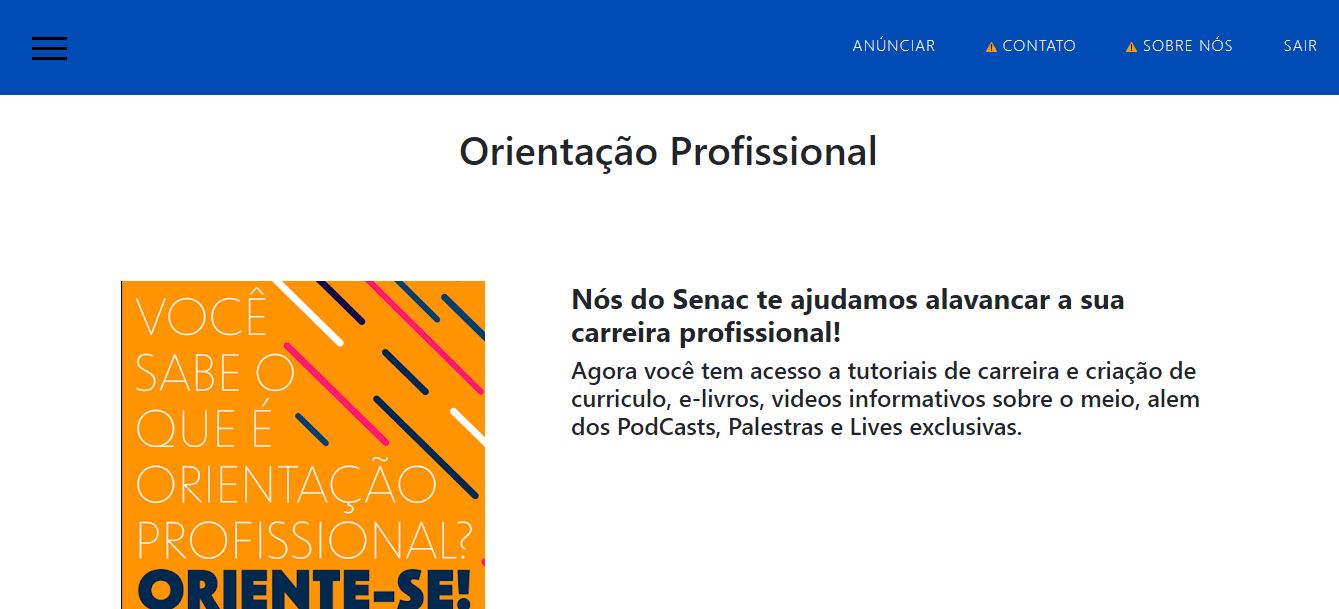 ANÚNCIAR CONTATO SOBRE NÓS SAIR
Orientação Profissional
VOCÊ
SABE O
QUE É
ORIENTAÇÃO
PROFISSIONAL?
ORIENTE-SE!
Nós do Senac te ajudamos alavancar a sua
carreira profissional!
Agora você tem acesso a tutoriais de carreira e criação de
curriculo, e-livros, videos informativos sobre o meio, alem
dos PodCasts, Palestras e Lives exclusivas.